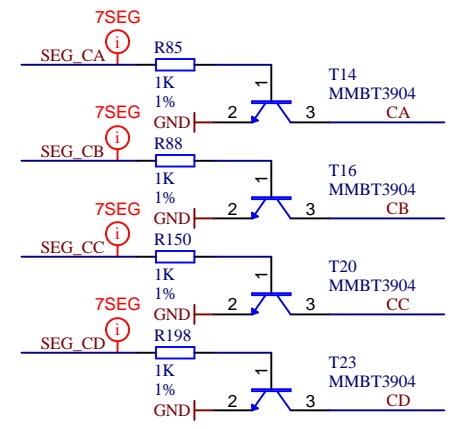 7SEG
i
SEG_CA
R85
1K
1%
GND
1
2
3
T14
MMBT3904
CA
7SEG
i
SEG_CB
R88
1K
1%
GND
1
2
3
T16
MMBT3904
CB
7SEG
i
SEG_CC
R150
1K
1%
GND
1
2
3
T20
MMBT3904
CC
7SEG
i
SEG_CD
R198
1K
1%
GND
1
2
3
T23
MMBT3904
CD